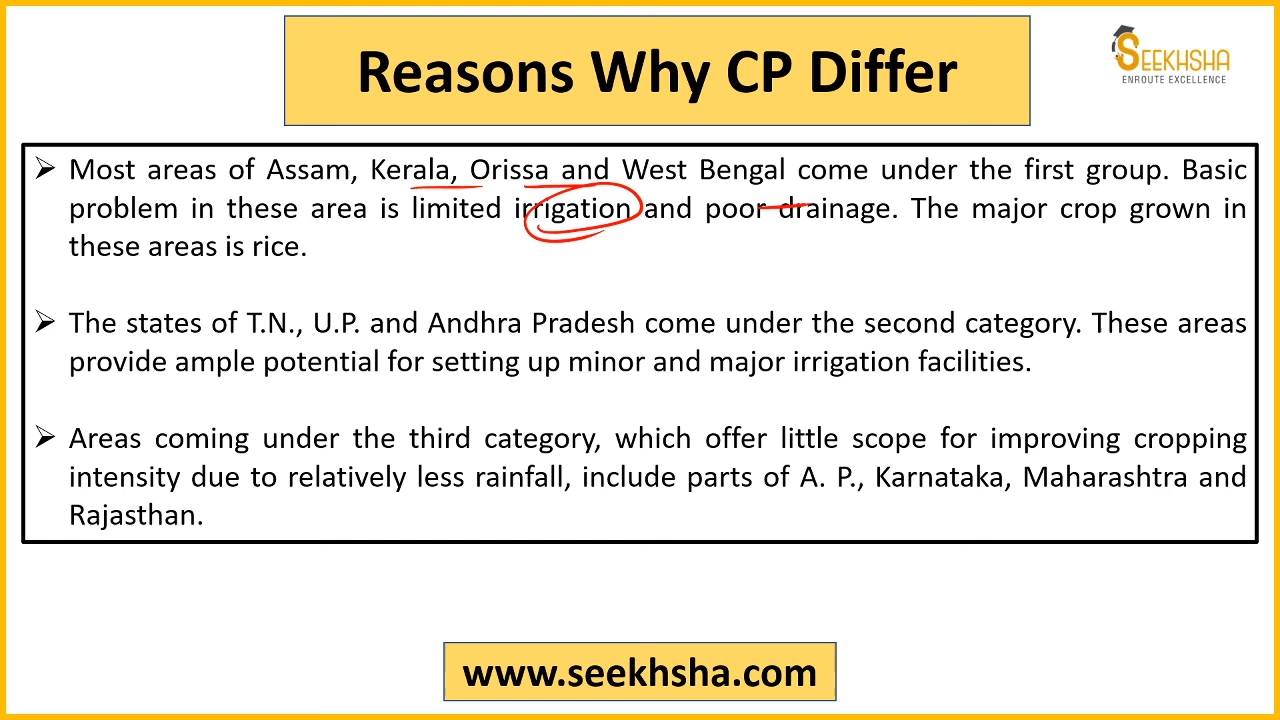 Reasons Why CP Differ
SEEKHSHA
ENROUTE EXCELLENCE
➢ Most areas of Assam, Kerala, Orissa and West Bengal come under the first group. Basic
problem in these area is limited irrigation and poor drainage. The major crop grown in
these areas is rice.
➢ The states of T.N., U.P. and Andhra Pradesh come under the second category. These areas
provide ample potential for setting up minor and major irrigation facilities.
➢ Areas coming under the third category, which offer little scope for improving cropping
intensity due to relatively less rainfall, include parts of A. P., Karnataka, Maharashtra and
Rajasthan.
www.seekhsha.com